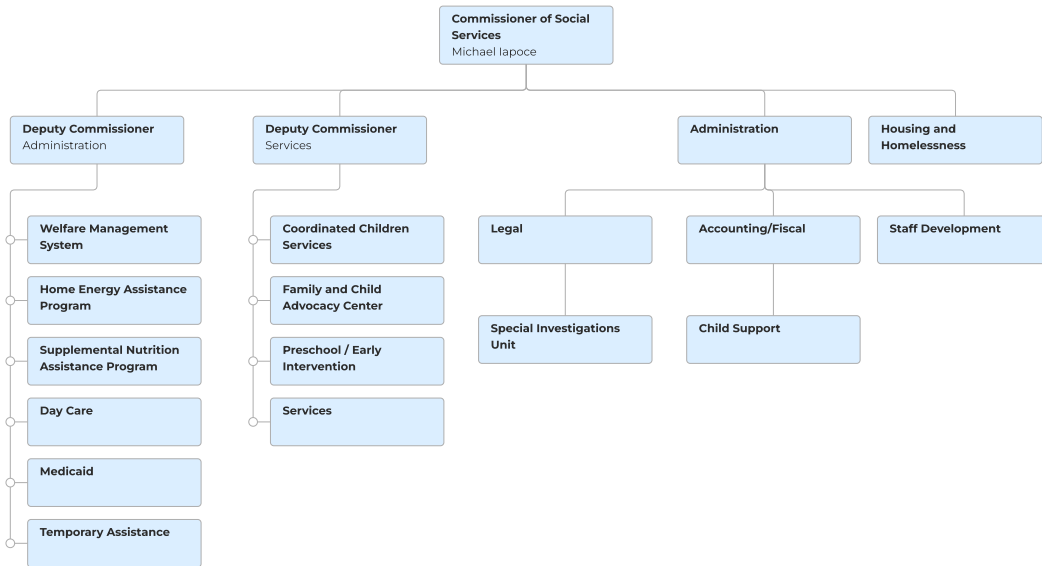 Commissioner of Social
Services
Michael Iapoce
Deputy Commissioner
Administration
Deputy Commissioner
Services
Administration
Housing and
Homelessness
Welfare Management
System
Home Energy Assistance
Program
Supplemental Nutrition
Assistance Program
Day Care
Medicaid
Temporary Assistance
Coordinated Children
Services
Family and Child
Advocacy Center
Preschool / Early
Intervention
Services
Legal
Accounting/Fiscal
Staff Development
Special Investigations
Unit
Child Support